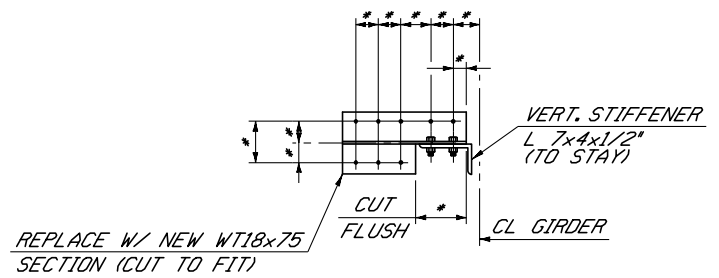 * * * * *
*
VERT. STIFFENER
L 7x4x1/2"
(TO STAY)
*
*
CUT
FLUSH
*
CL GIRDER
REPLACE W/ NEW WT18x75
SECTION (CUT TO FIT)